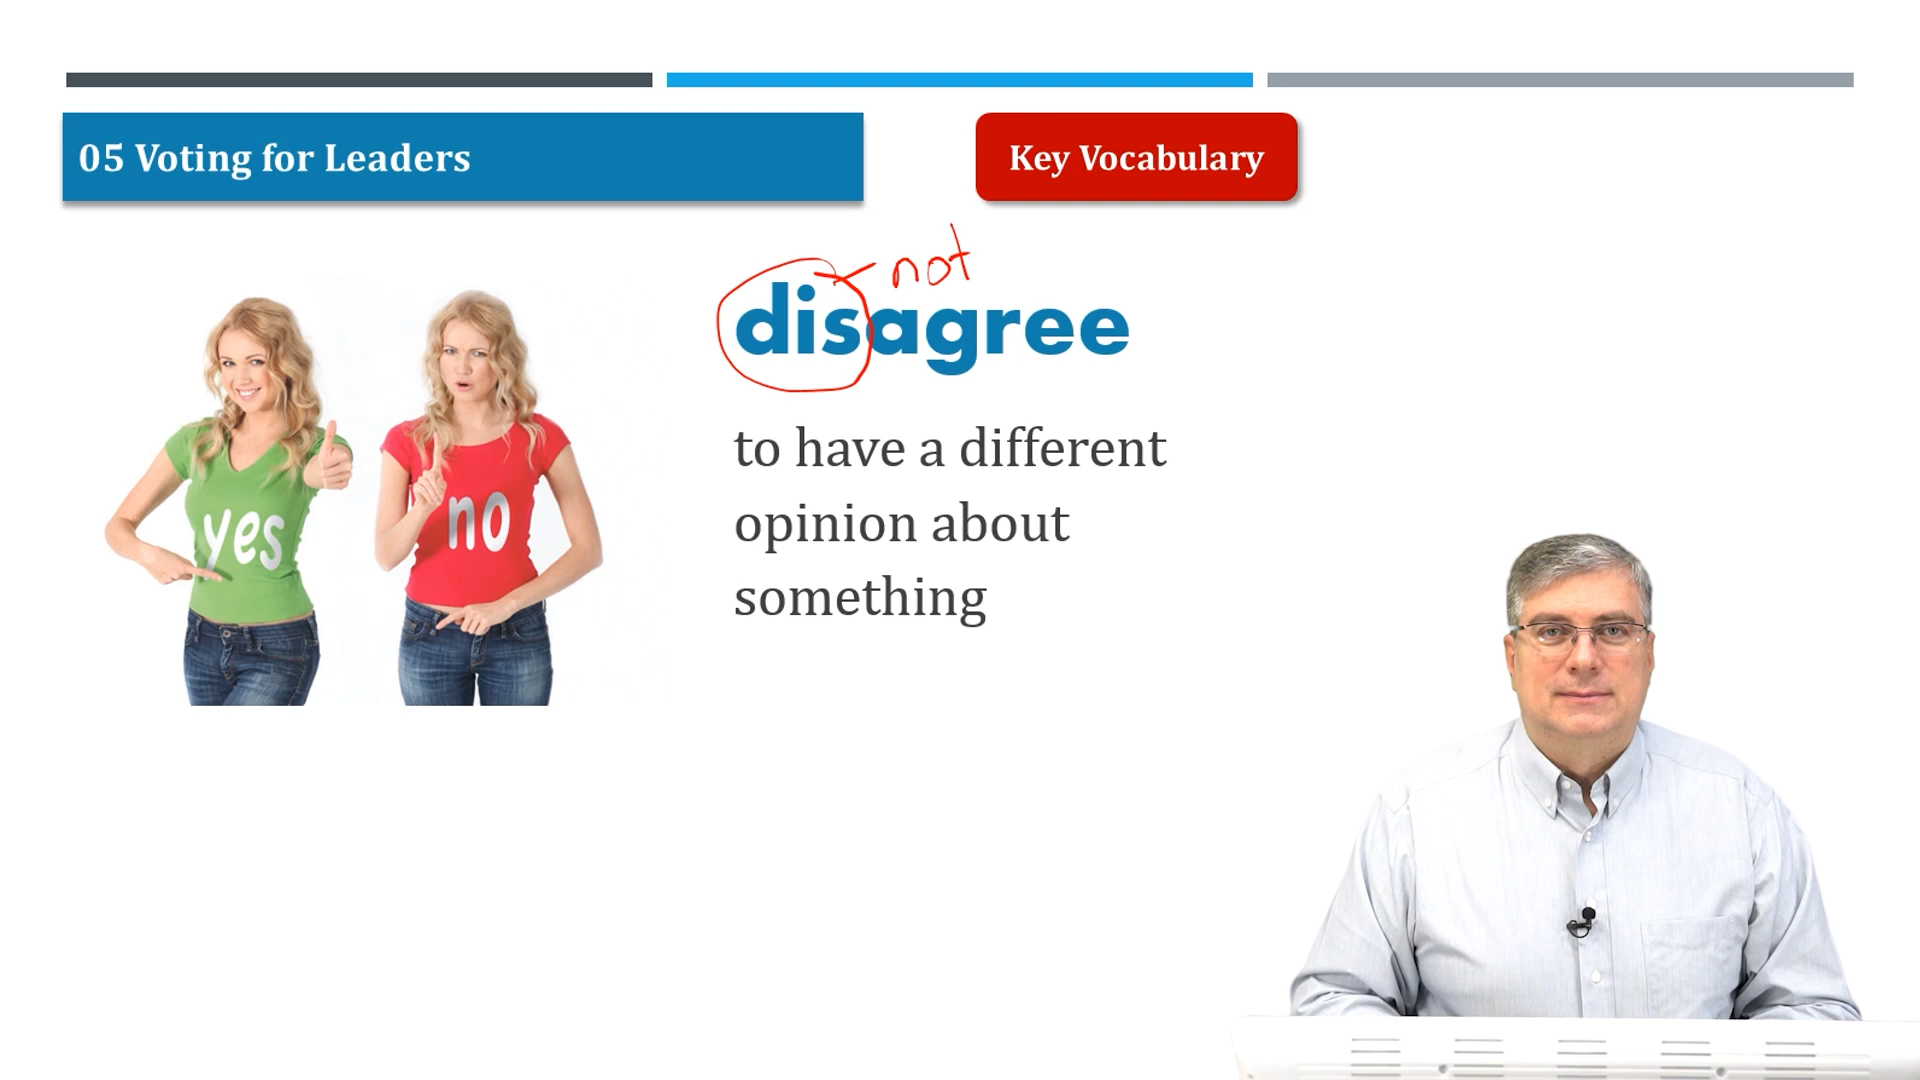 05 Voting for Leaders
Key Vocabulary
not
disagree
to have a different
opinion about
something
yes
no